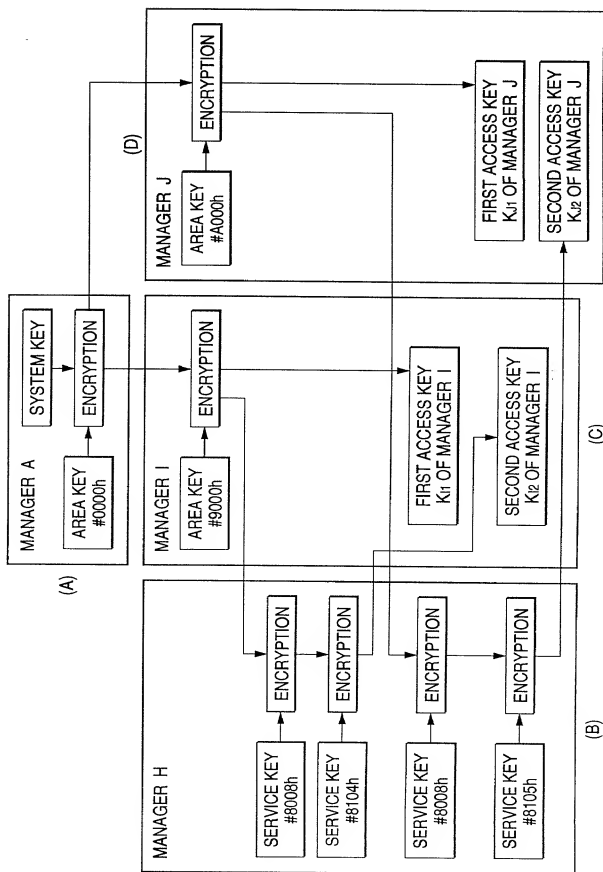 (A)
MANAGER A
SYSTEM KEY
AREA KEY
#0000h
ENCRYPTION
MANAGER H
SERVICE KEY
#8008h
ENCRYPTION
SERVICE KEY
#8104h
ENCRYPTION
SERVICE KEY
#8008h
ENCRYPTION
SERVICE KEY
#8105h
ENCRYPTION
(B)
MANAGER I
AREA KEY
#9000h
ENCRYPTION
FIRST ACCESS KEY
KI1 OF MANAGER I
SECOND ACCESS KEY
KI2 OF MANAGER I
(C)
(D)
MANAGER J
AREA KEY
#A000h
ENCRYPTION
FIRST ACCESS KEY
KJ1 OF MANAGER J
SECOND ACCESS KEY
KJ2 OF MANAGER J